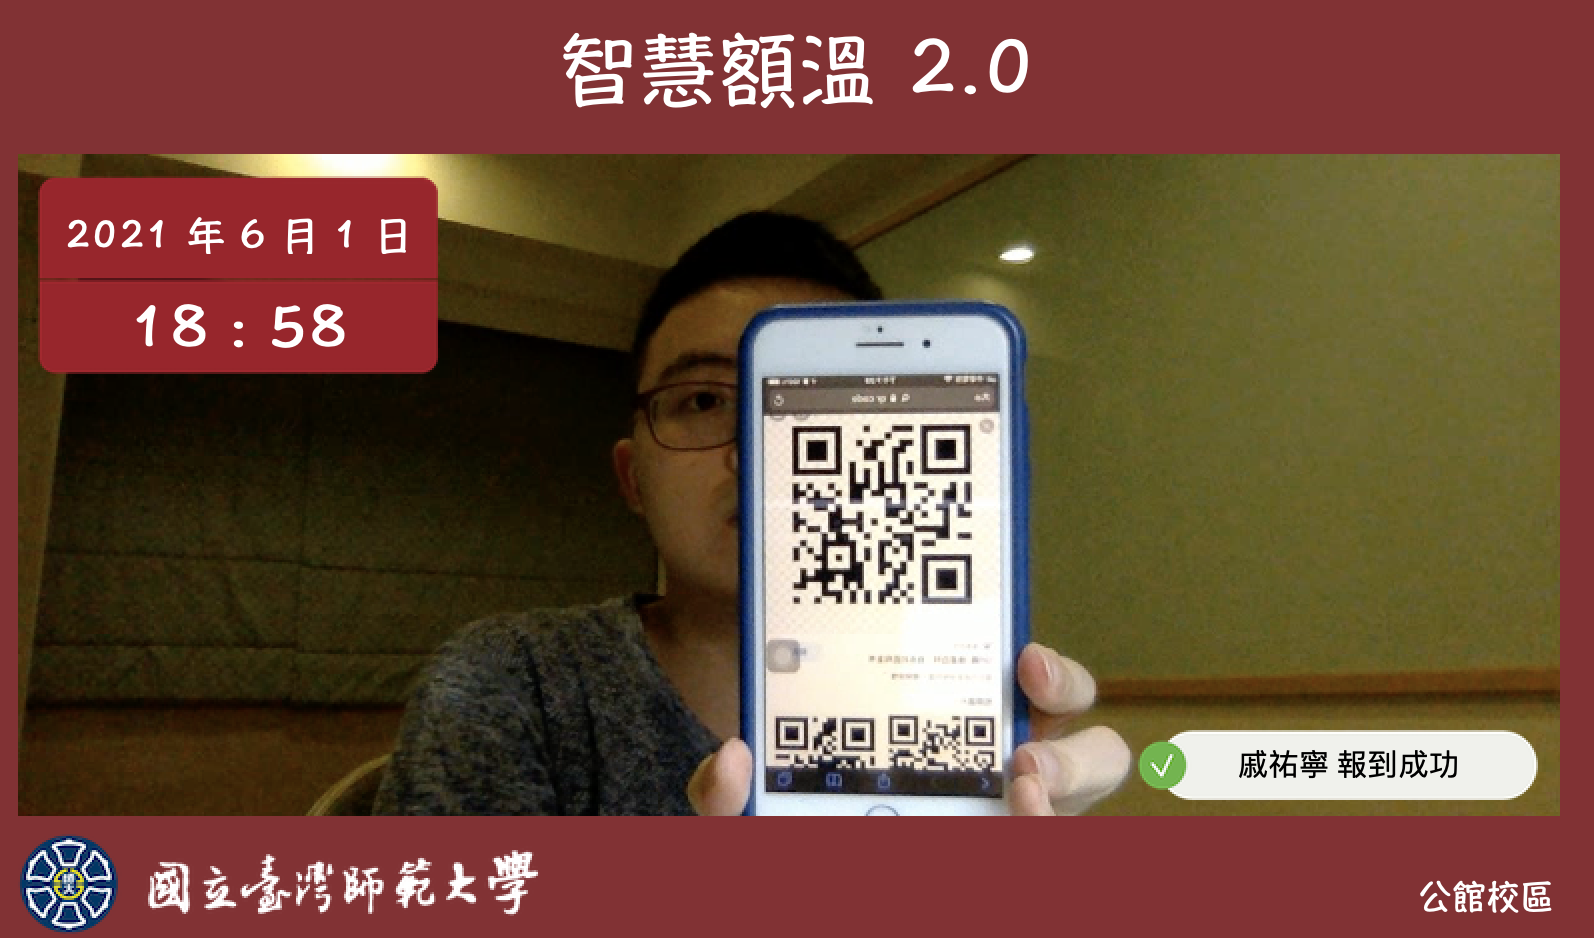 智慧額溫 2.0
2021 年 6 月 1 日
18 : 58
戚祐寧 報到成功
國立臺灣師範大學
公館校區